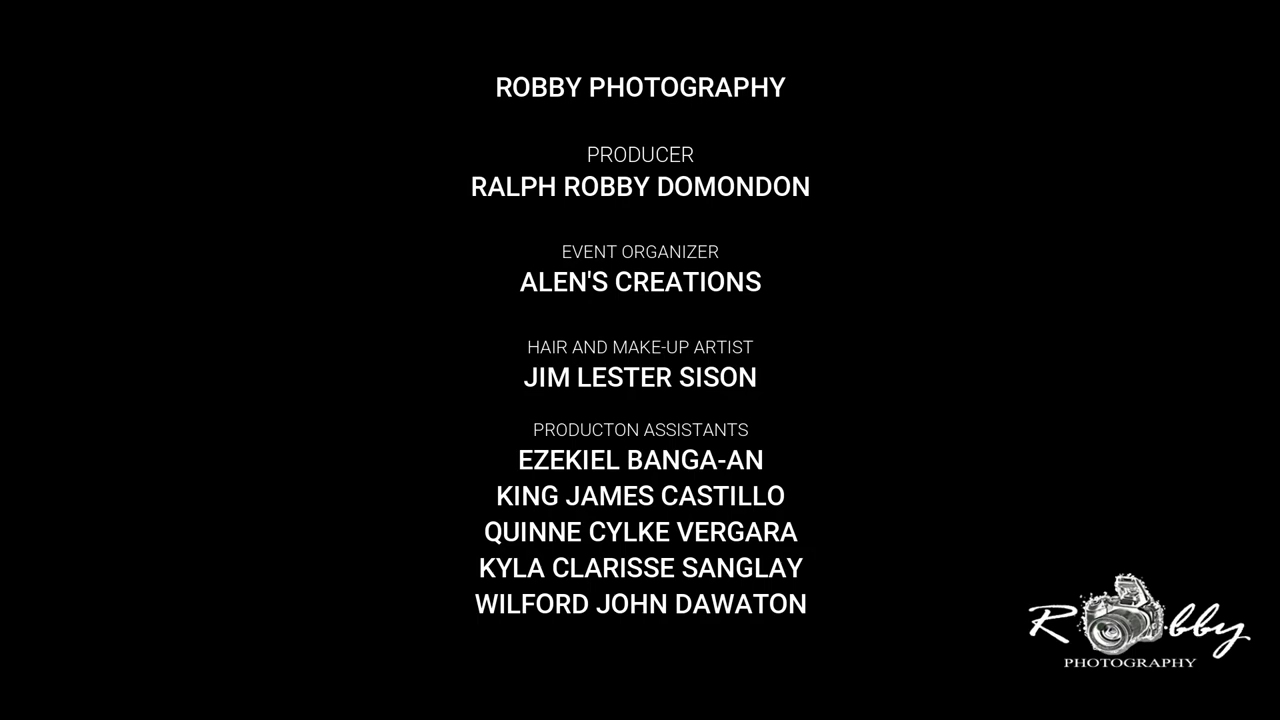 ROBBY PHOTOGRAPHY
PRODUCER
RALPH ROBBY DOMONDON
EVENT ORGANIZER
ALEN'S CREATIONS
HAIR AND MAKE-UP ARTIST
JIM LESTER SISON
PRODUCTON ASSISTANTS
EZEKIEL BANGA-AN
KING JAMES CASTILLO
QUINNE CYLKE VERGARA
KYLA CLARISSE SANGLAY
WILFORD JOHN DAWATON
Robby
PHOTOGRAPHY